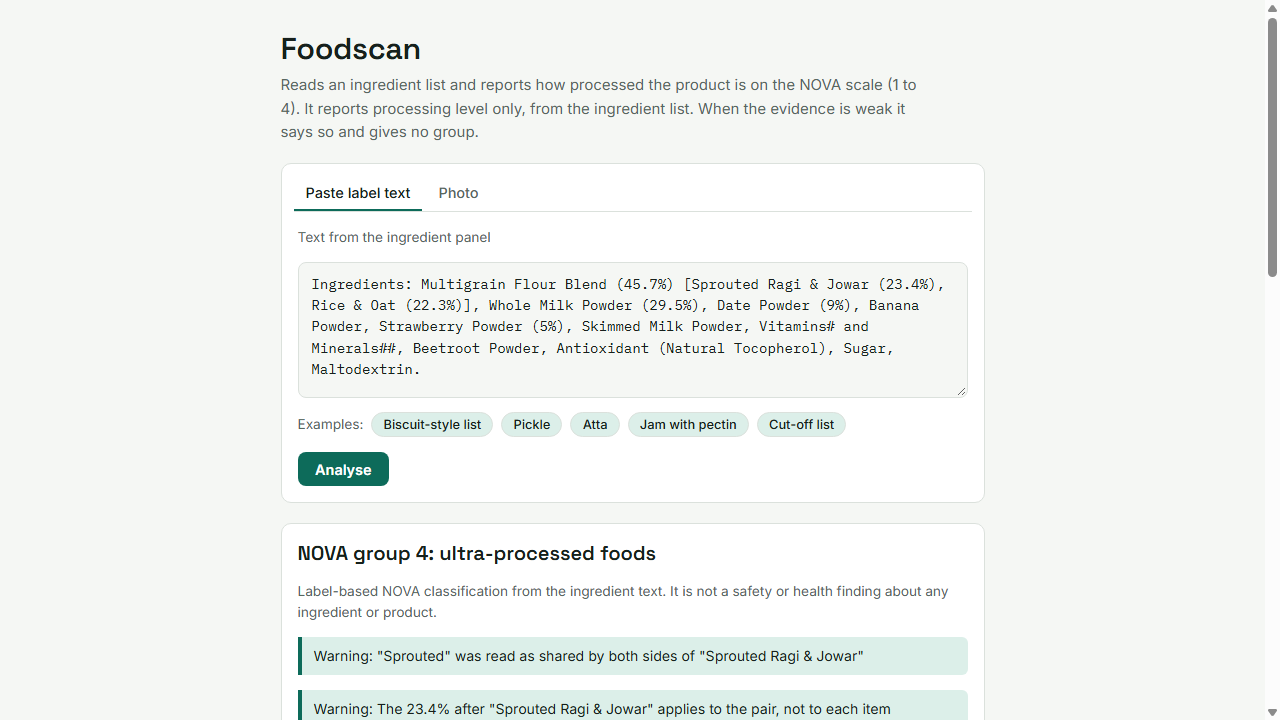 Foodscan
Reads an ingredient list and reports how processed the product is on the NOVA scale (1 to
4). It reports processing level only, from the ingredient list. When the evidence is weak it
says so and gives no group.
Paste label text
Photo
Text from the ingredient panel
Ingredients: Multigrain Flour Blend (45.7%) [Sprouted Ragi & Jowar (23.4%),
Rice & Oat (22.3%)], Whole Milk Powder (29.5%), Date Powder (9%), Banana
Powder, Strawberry Powder (5%), Skimmed Milk Powder, Vitamins# and
Minerals##, Beetroot Powder, Antioxidant (Natural Tocopherol), Sugar,
Maltodextrin.
Examples: Biscuit-style list Pickle Atta Jam with pectin Cut-off list
Analyse
NOVA group 4: ultra-processed foods
Label-based NOVA classification from the ingredient text. It is not a safety or health finding about any
ingredient or product.
Warning: "Sprouted" was read as shared by both sides of "Sprouted Ragi & Jowar"
Warning: The 23.4% after "Sprouted Ragi & Jowar" applies to the pair, not to each item